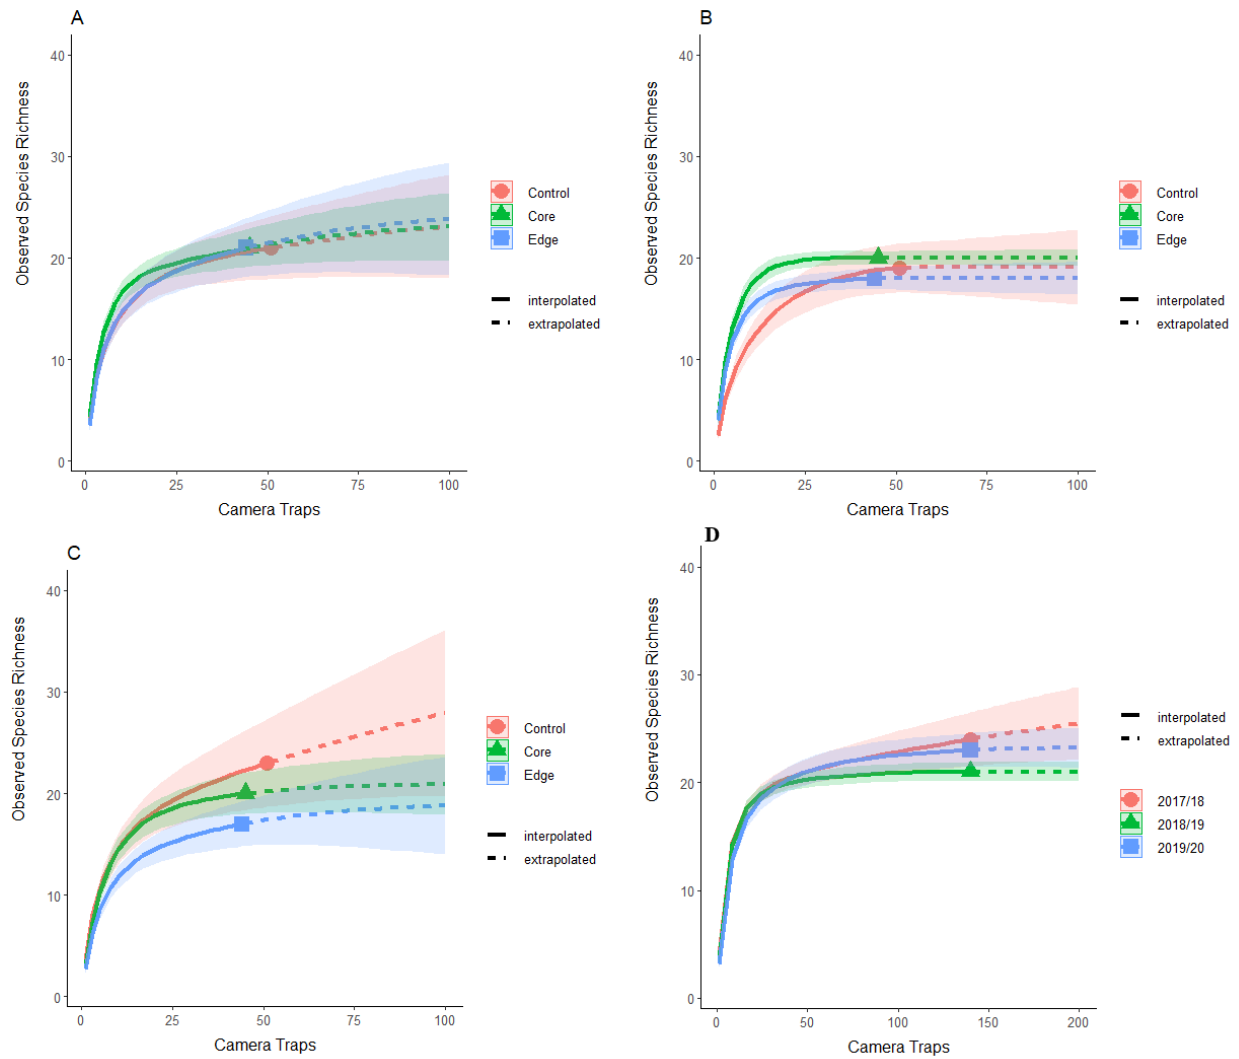 A
Observed Species Richness
40
30
20
10
0
0 25 50 75 100
Camera Traps
Control
Core
Edge
interpolated
extrapolated
B
Observed Species Richness
40
30
20
10
0
0 25 50 75 100
Camera Traps
Control
Core
Edge
interpolated
extrapolated
C
Observed Species Richness
40
30
20
10
0
0 25 50 75 100
Camera Traps
Control
Core
Edge
interpolated
extrapolated
D
Observed Species Richness
40
30
20
10
0
0 50 100 150 200
Camera Traps
interpolated
extrapolated
2017/18
2018/19
2019/20